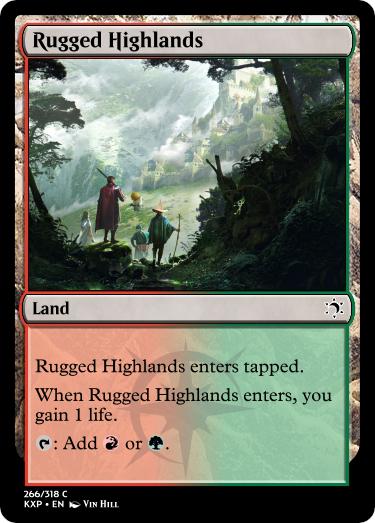 Rugged Highlands
Land
Rugged Highlands enters tapped.
When Rugged Highlands enters, you
gain 1 life.
: Add or .
266/318 C
KXP • EN Vin Hill